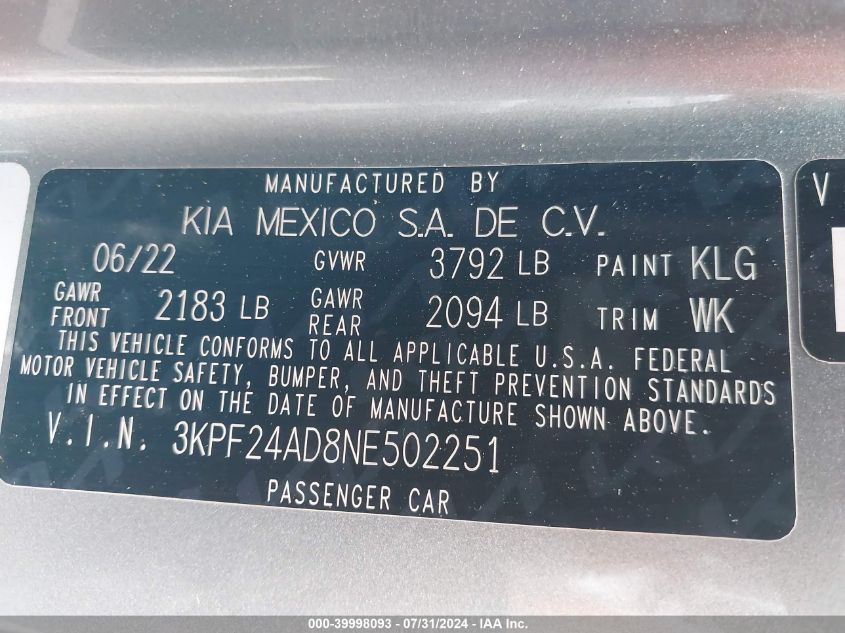 MANUFACTURED BY
KIA MEXICO S.A. DE C.V.
06/22 GVWR 3792 LB PAINT KLG
GAWR FRONT 2183 LB GAWR REAR 2094 LB TRIM WK
THIS VEHICLE CONFORMS TO ALL APPLICABLE U.S.A. FEDERAL
MOTOR VEHICLE SAFETY, BUMPER, AND THEFT PREVENTION STANDARDS
IN EFFECT ON THE DATE OF MANUFACTURE SHOWN ABOVE.
V.I.N. 3KPF24AD8NE502251
PASSENGER CAR
V
000-39998093 / 07/31/2024 - IAA Inc.